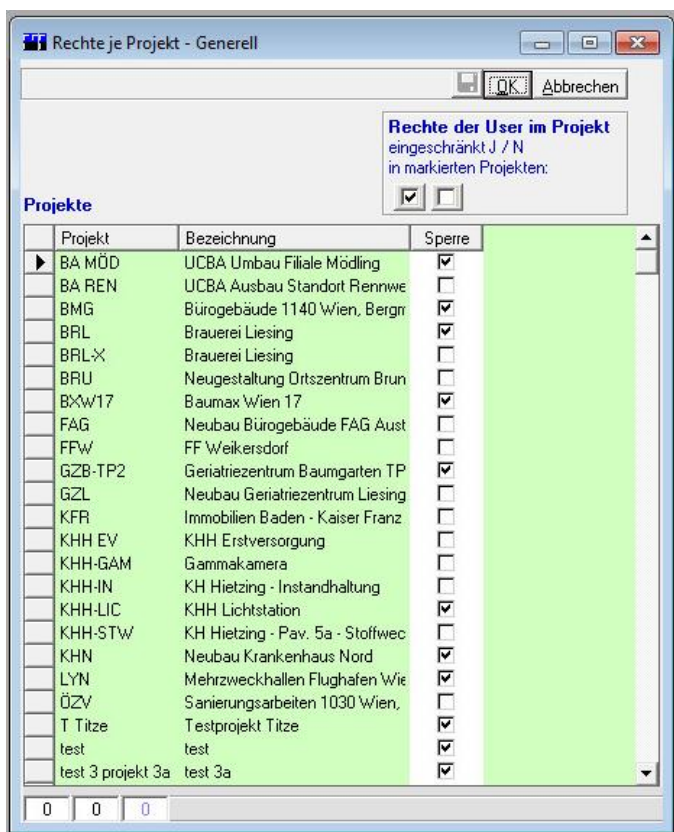 Rechte je Projekt - Generell
OK Abbrechen
Rechte der User im Projekt
eingeschränkt J / N
in markierten Projekten:
Projekte
Projekt Bezeichnung Sperre
BA MÖD UCBA Umbau Filiale Mödling
BA REN UCBA Ausbau Standort Rennwe
BMG Bürogebäude 1140 Wien, Bergm
BRL Brauerei Liesing
BRL-X Brauerei Liesing
BRU Neugestaltung Ortszentrum Brun
BXW17 Baumax Wien 17
FAG Neubau Bürogebäude FAG Aust
FFW FF Weikersdorf
GZB-TP2 Geriatriezentrum Baumgarten TP
GZL Neubau Geriatriezentrum Liesing
KFR Immobilien Baden - Kaiser Franz
KHH EV KHH Erstversorgung
KHH-GAM Gammakamera
KHH-IN KH Hietzing - Instandhaltung
KHH-LIC KHH Lichtstation
KHH-STW KH Hietzing - Pav. 5a - Stoffwec
KHN Neubau Krankenhaus Nord
LYN Mehrzweckhallen Flughafen Wie
ÖZV Sanierungsarbeiten 1030 Wien,
T Titze Testprojekt Titze
test test
test 3 projekt 3a test 3a
0 0 0